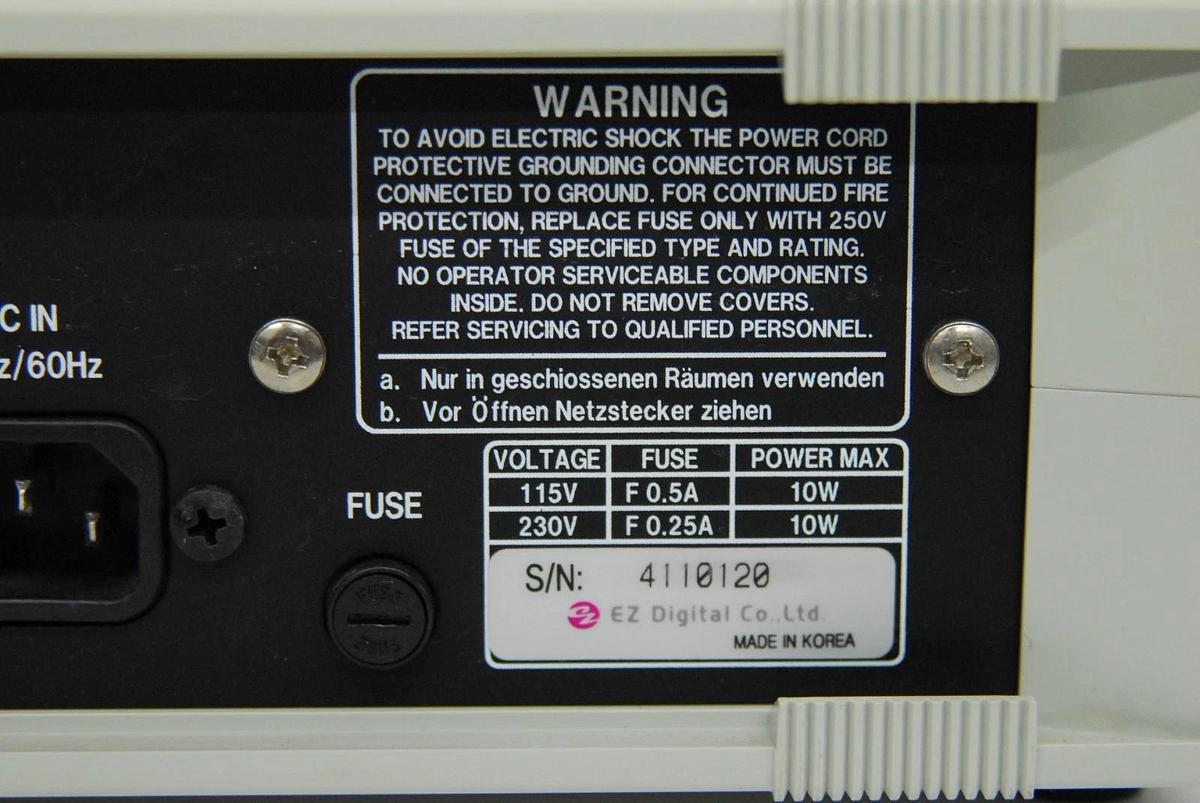 WARNING
TO AVOID ELECTRIC SHOCK THE POWER CORD
PROTECTIVE GROUNDING CONNECTOR MUST BE
CONNECTED TO GROUND. FOR CONTINUED FIRE
PROTECTION, REPLACE FUSE ONLY WITH 250V
FUSE OF THE SPECIFIED TYPE AND RATING.
NO OPERATOR SERVICEABLE COMPONENTS
INSIDE. DO NOT REMOVE COVERS.
REFER SERVICING TO QUALIFIED PERSONNEL.
a. Nur in geschiossenen Räumen verwenden
b. Vor Öffnen Netzstecker ziehen
C IN
z/60Hz
FUSE
VOLTAGE FUSE POWER MAX
115V F 0.5A 10W
230V F 0.25A 10W
S/N: 4110120
EZ Digital Co.,Ltd.
MADE IN KOREA
FUSE